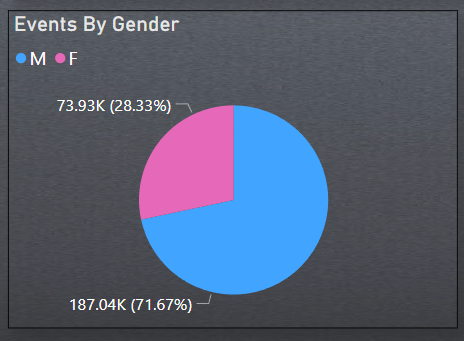 Events By Gender
M F
73.93K (28.33%)
187.04K (71.67%)